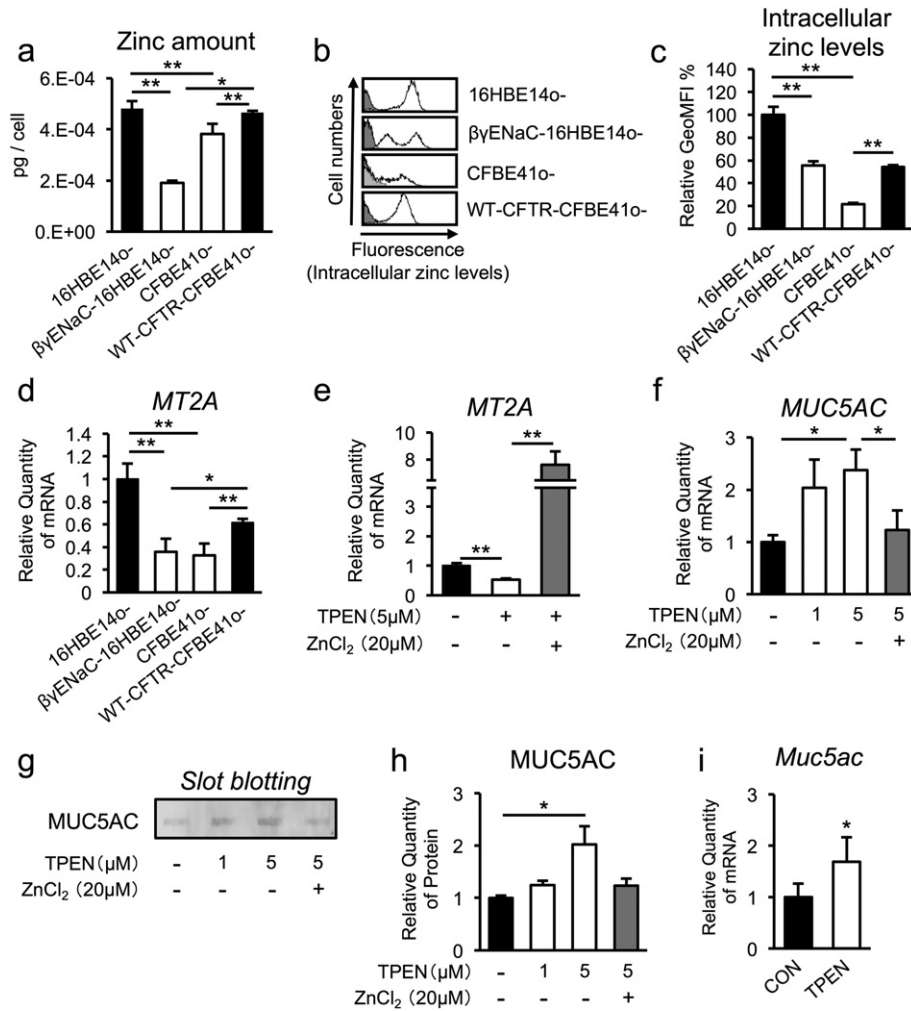 a
Zinc amount
pg / cell
6.E-04
4.E-04
2.E-04
0.E+00
**
**
*
**
16HBE14o-
βγENaC-16HBE14o-
CFBE41o-
WT-CFTR-CFBE41o-
b
Cell numbers
16HBE14o-
βγENaC-16HBE14o-
CFBE41o-
WT-CFTR-CFBE41o-
Fluorescence
(Intracellular zinc levels)
c
Intracellular
zinc levels
Relative GeoMFI %
120
100
80
60
40
20
0
**
**
**
16HBE14o-
βγENaC-16HBE14o-
CFBE41o-
WT-CFTR-CFBE41o-
d
MT2A
Relative Quantity
of mRNA
1.4
1.2
1
0.8
0.6
0.4
0.2
0
**
**
*
**
16HBE14o-
βγENaC-16HBE14o-
CFBE41o-
WT-CFTR-CFBE41o-
e
MT2A
Relative Quantity
of mRNA
10
8
6
3
2
1
0
**
**
TPEN(5μM) - + +
ZnCl₂ (20μM) - - +
f
MUC5AC
Relative Quantity
of mRNA
3
2
1
0
*
*
TPEN(μM) - 1 5 5
ZnCl₂ (20μM) - - - +
g
Slot blotting
MUC5AC
TPEN(μM) - 1 5 5
ZnCl₂ (20μM) - - - +
h
MUC5AC
Relative Quantity
of Protein
3
2
1
0
*
TPEN(μM) - 1 5 5
ZnCl₂ (20μM) - - - +
i
Muc5ac
Relative Quantity
of mRNA
3
2
1
0
*
CON
TPEN